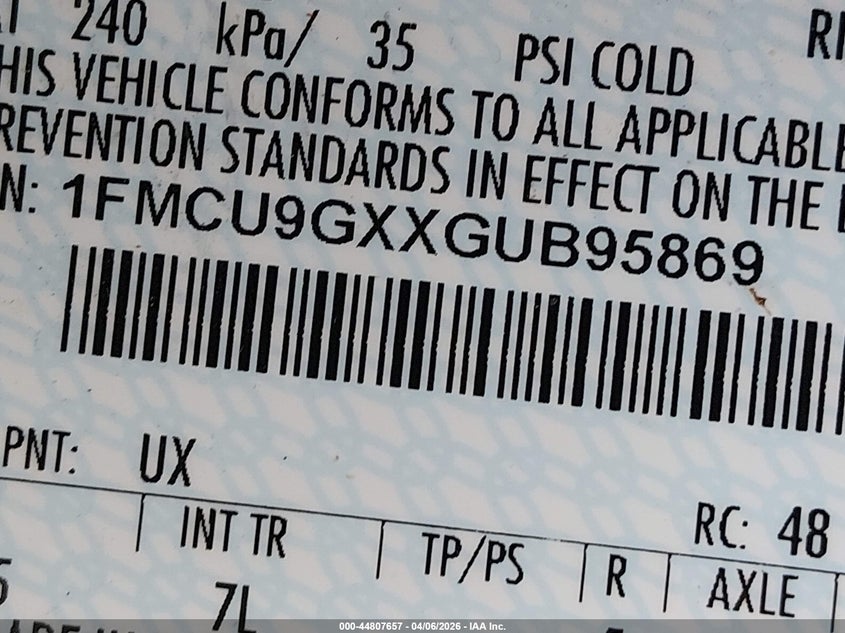 240 kPa/ 35 PSI COLD
HIS VEHICLE CONFORMS TO ALL APPLICABLE
REVENTION STANDARDS IN EFFECT ON THE
N: 1FMCU9GXXGUB95869
PNT: UX
RC: 48
INT TR TP/PS R AXLE
7L
000-44807657 - 04/06/2026 - IAA Inc.